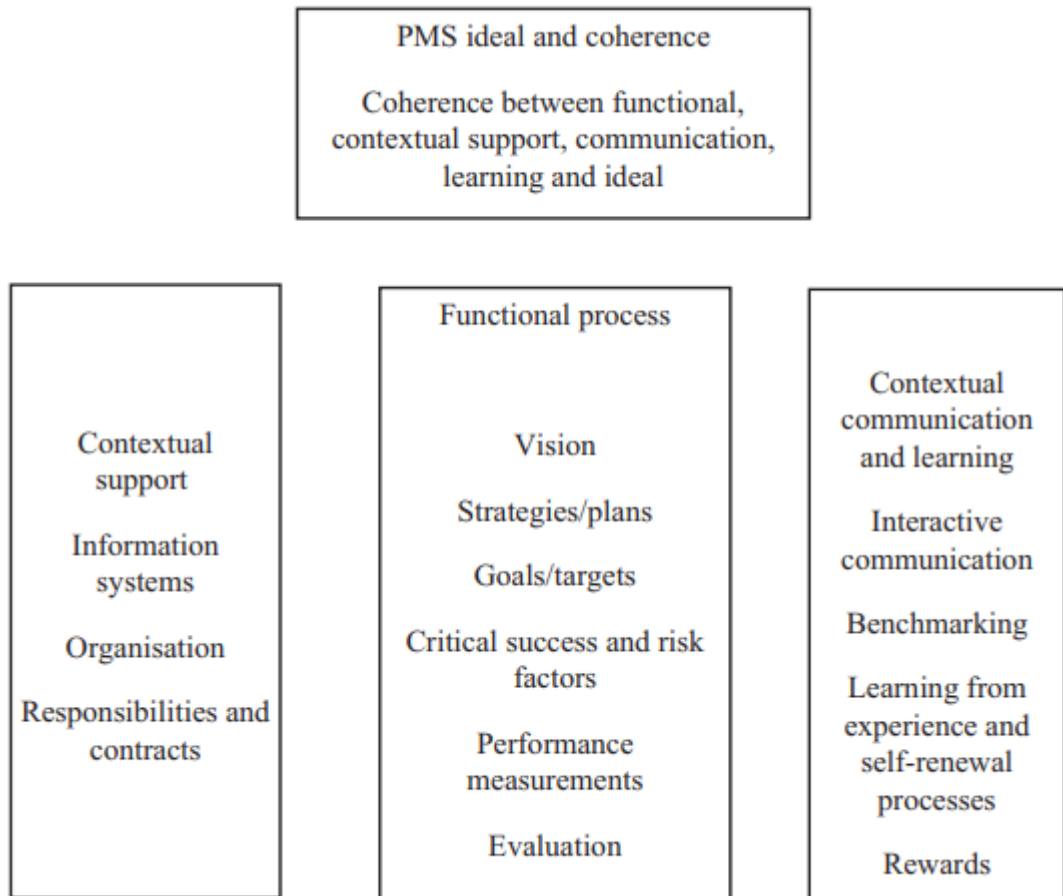 PMS ideal and coherence
Coherence between functional,
contextual support, communication,
learning and ideal
Contextual
support
Information
systems
Organisation
Responsibilities and
contracts
Functional process
Vision
Strategies/plans
Goals/targets
Critical success and risk
factors
Performance
measurements
Evaluation
Contextual
communication
and learning
Interactive
communication
Benchmarking
Learning from
experience and
self-renewal
processes
Rewards